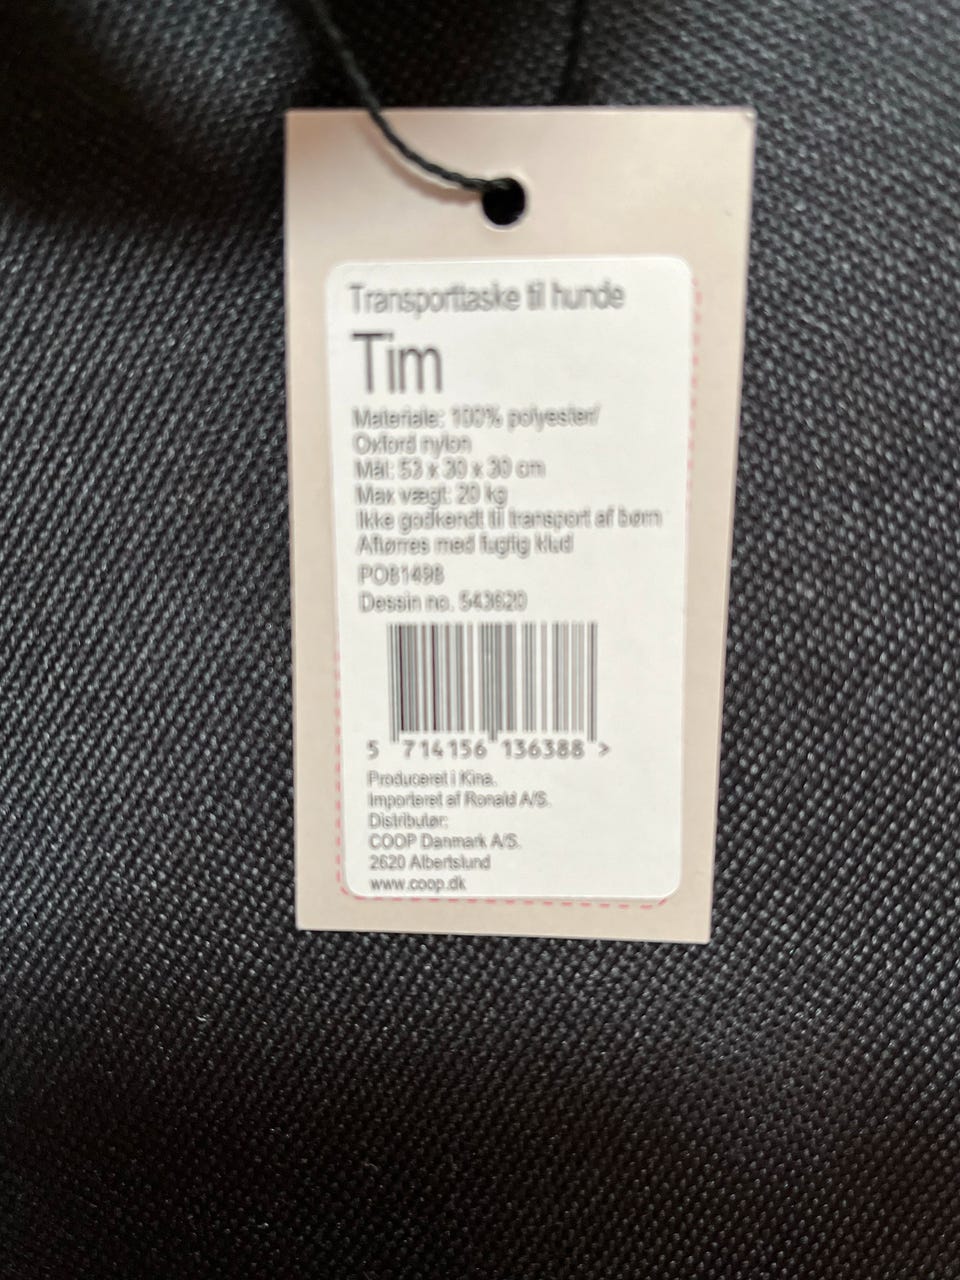 Transporttaske til hunde
Tim
Materiale: 100% polyester/
Oxford nylon
Mål: 53 x 30 x 30 cm
Max vægt: 20 kg
Ikke godkendt til transport af børn
Aftørres med fugtig klud
PO81498
Dessin no. 543620
5 714156 136388 >
Produceret i Kina.
Importeret af Ronald A/S.
Distributør:
COOP Danmark A/S.
2620 Albertslund
www.coop.dk